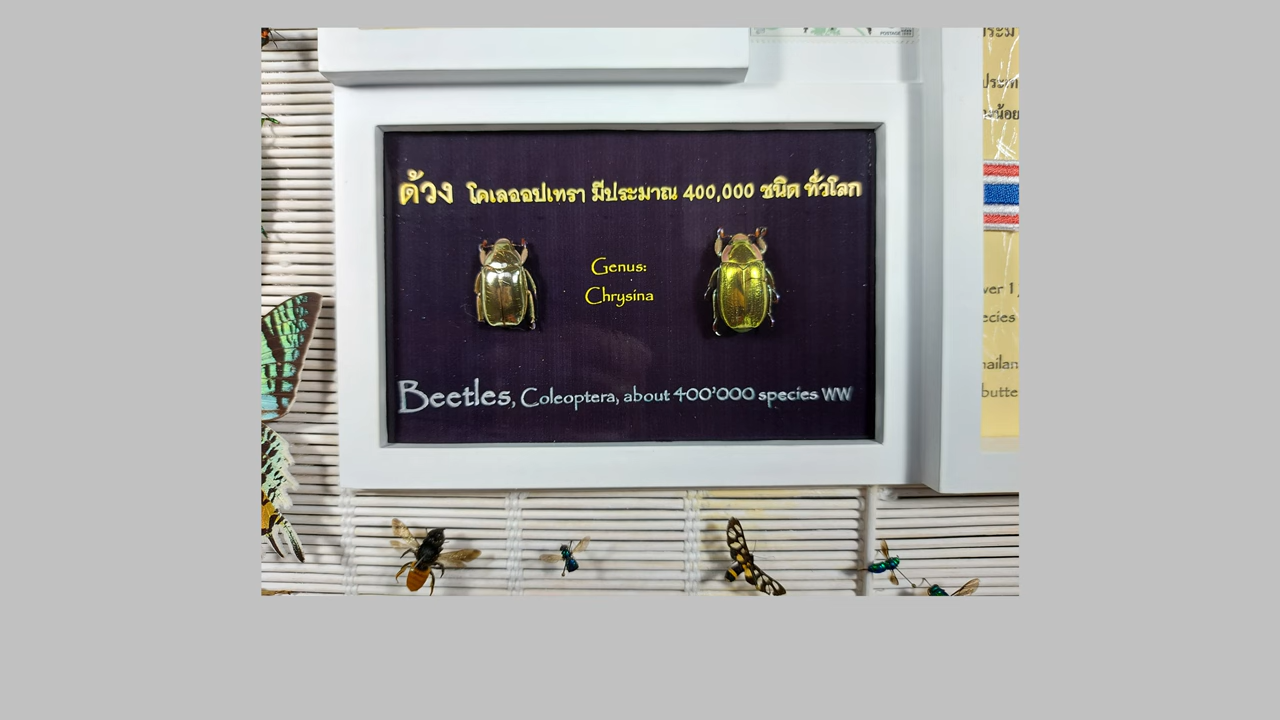 POSTAGE
ด้วง โคเลออปเทรา มีประมาณ 400,000 ชนิด ทั่วโลก
Genus:
Chrysina
Beetles, Coleoptera, about 400'000 species WW